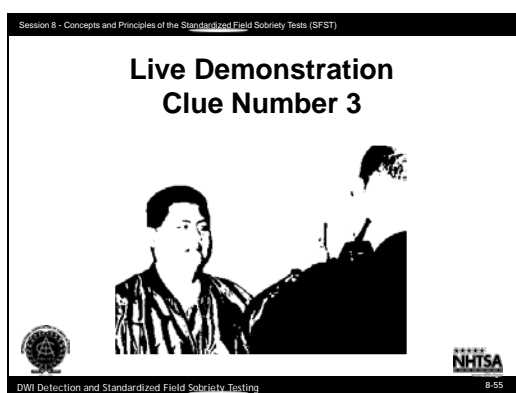 Session 8 - Concepts and Principles of the Standardized Field Sobriety Tests (SFST)
Live Demonstration
Clue Number 3
NHTSA
DWI Detection and Standardized Field Sobriety Testing
8-55